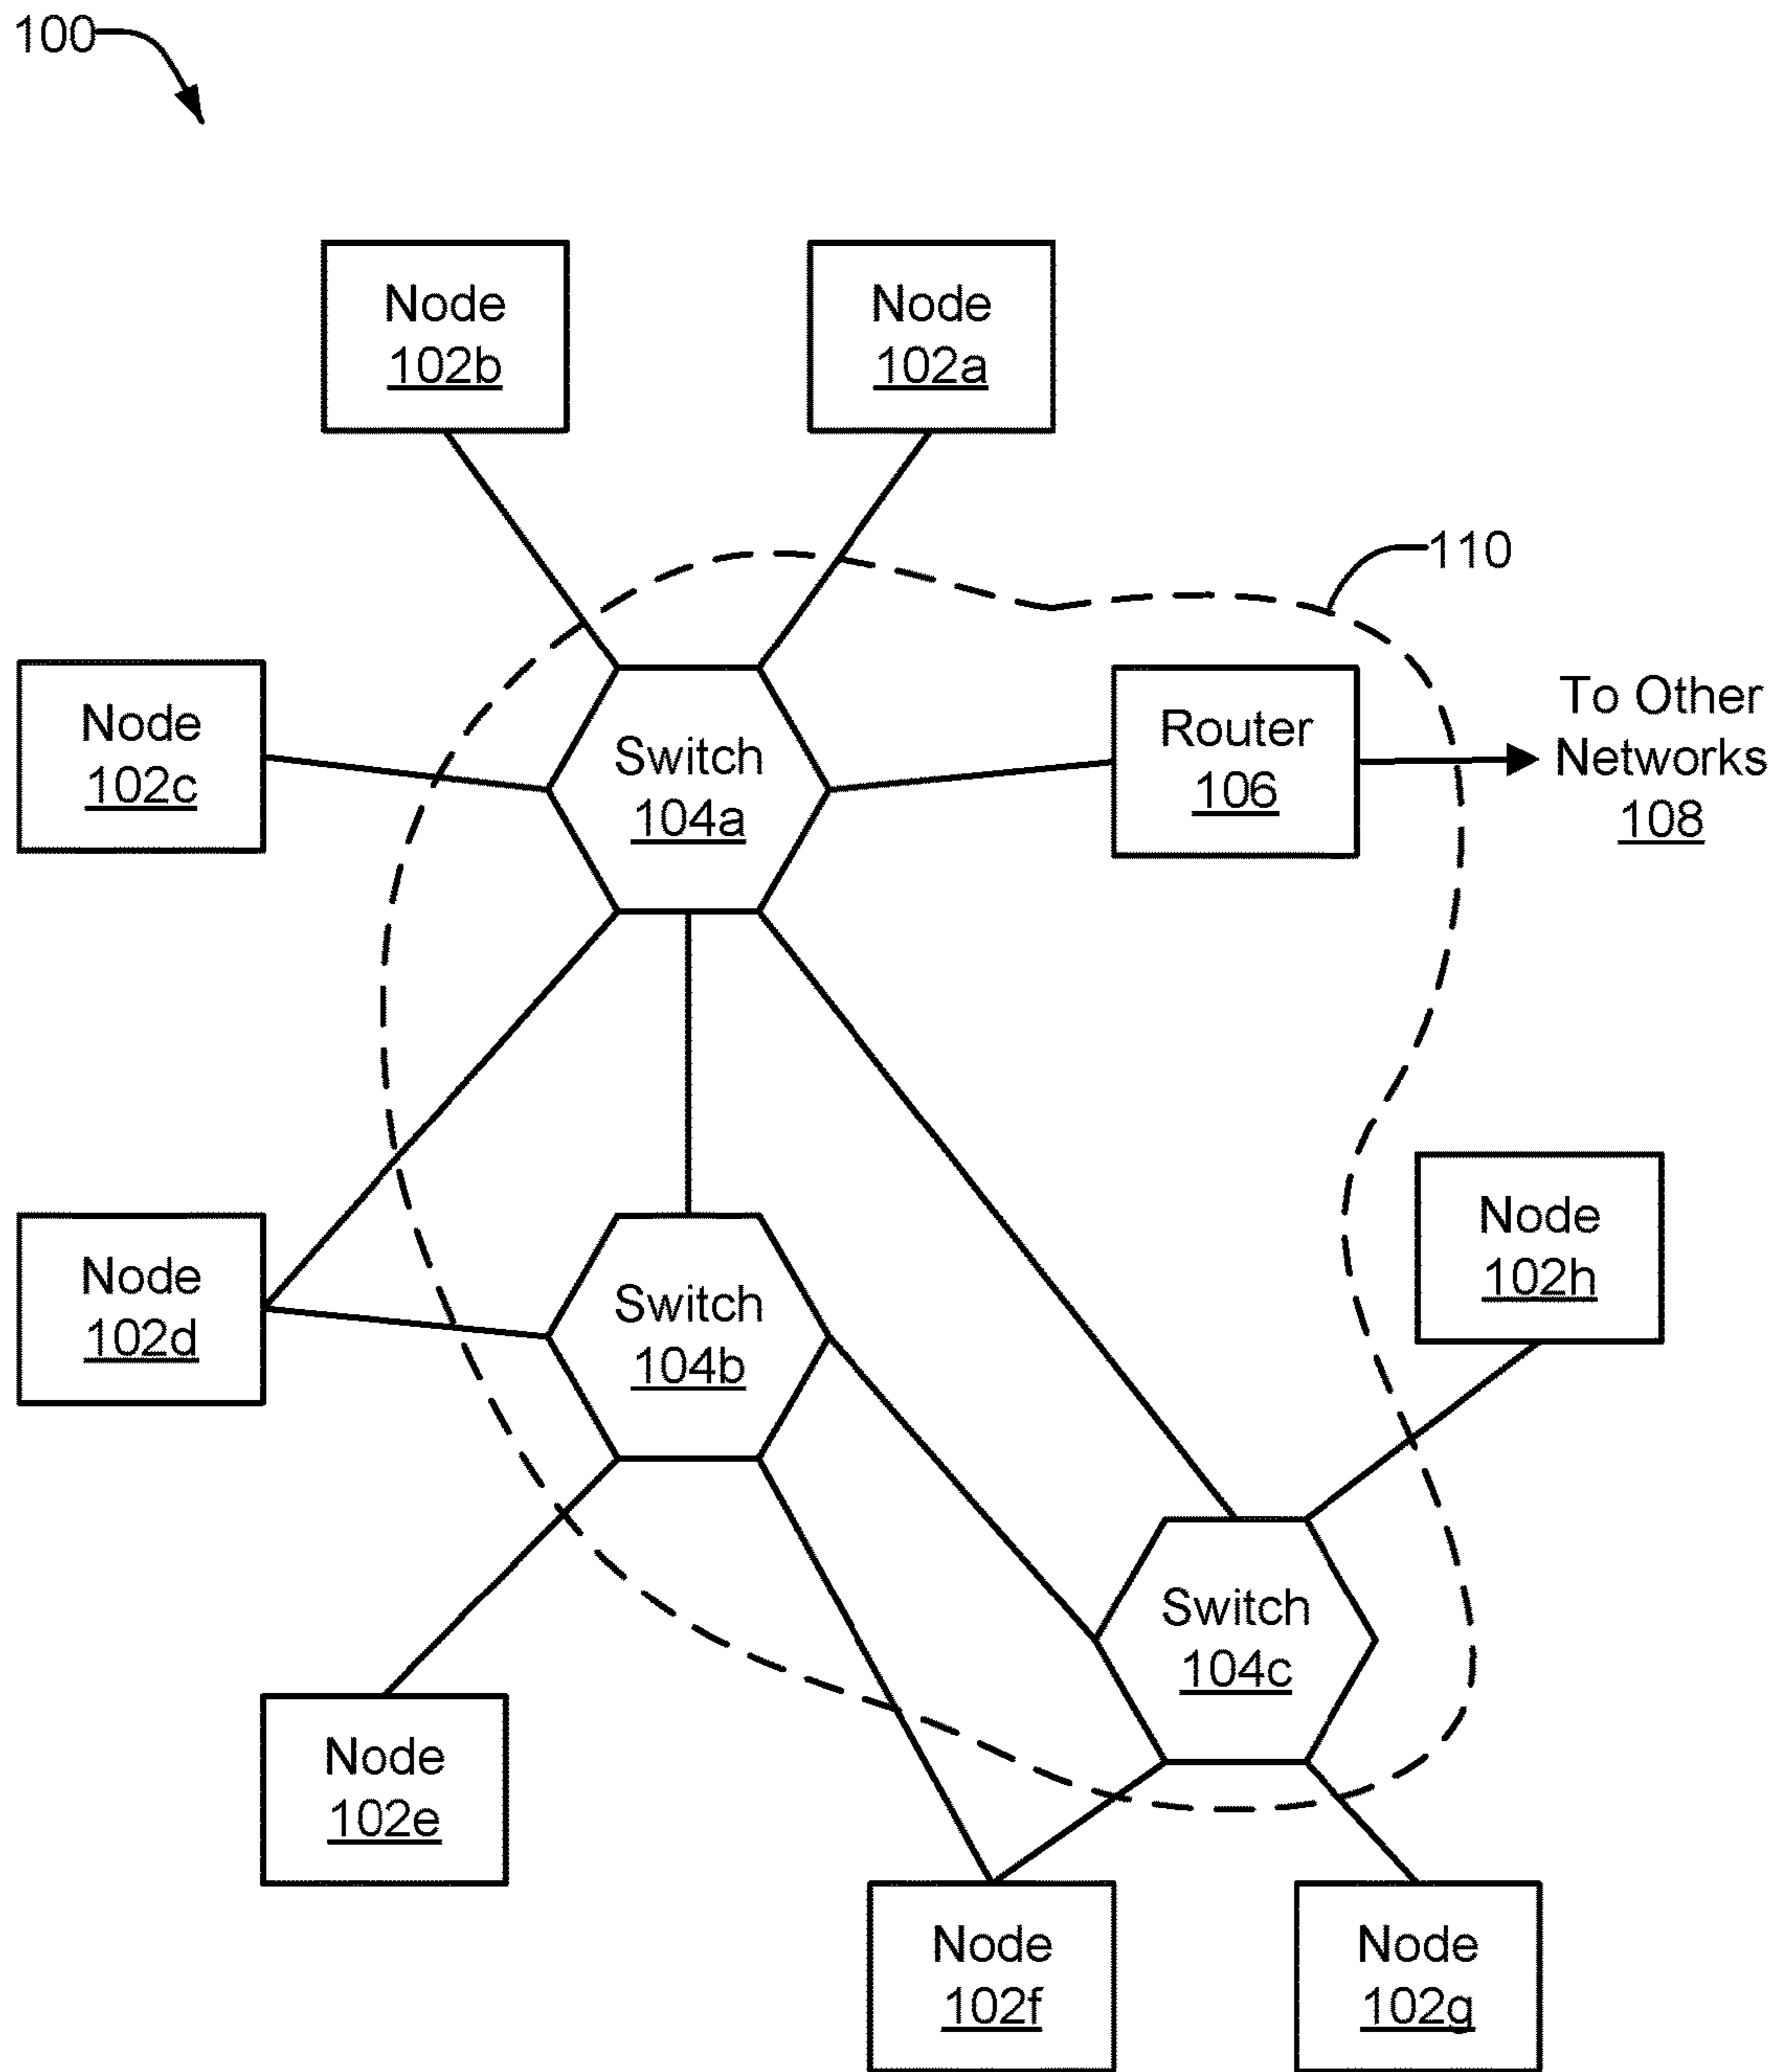 100
Node
102b
Node
102a
110
Node
102c
Switch
104a
Router
106
To Other
Networks
108
Node
102d
Switch
104b
Node
102h
Switch
104c
Node
102e
Node
102f
Node
102g